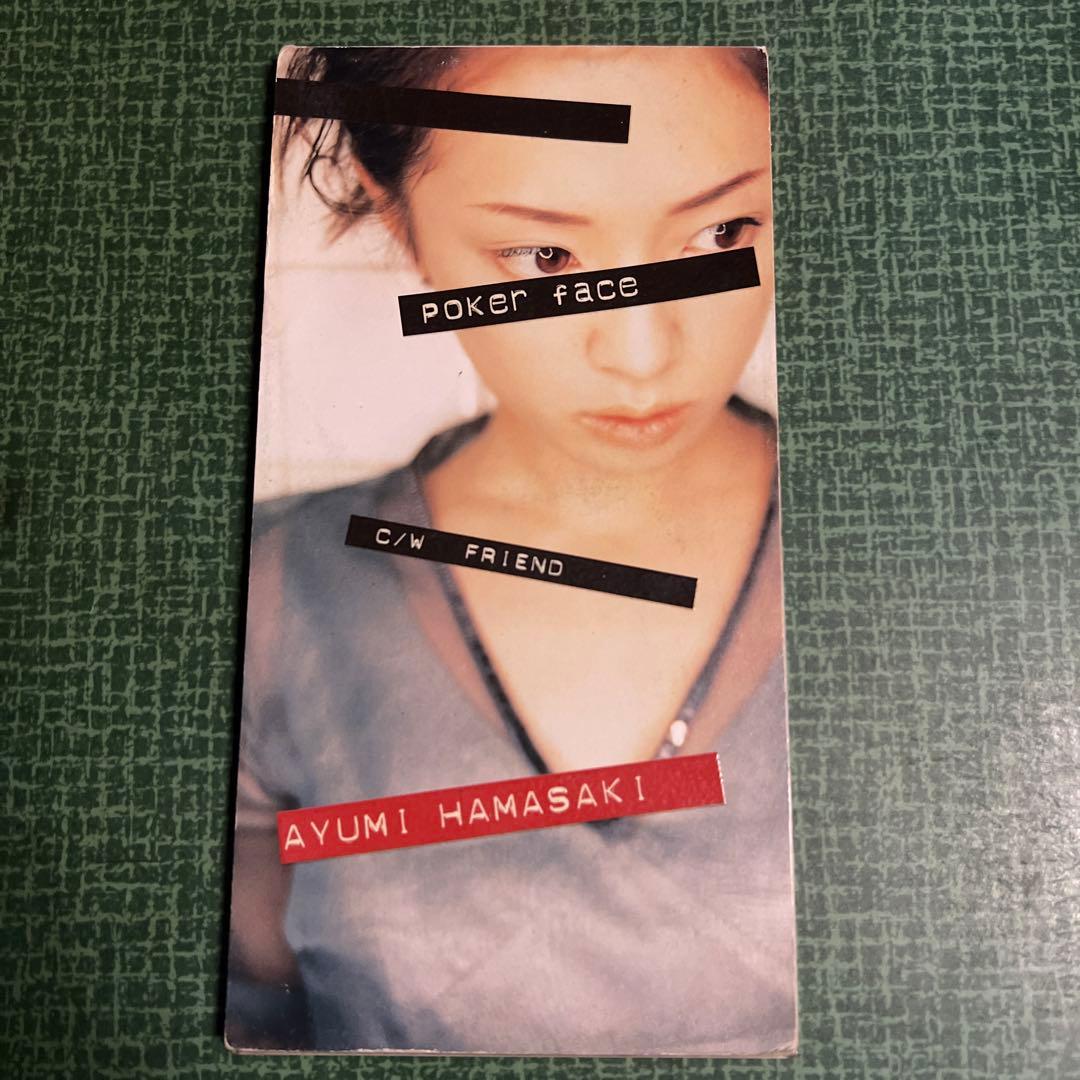 Poker face
C/W FRIEND
AYUMI HAMASAKI